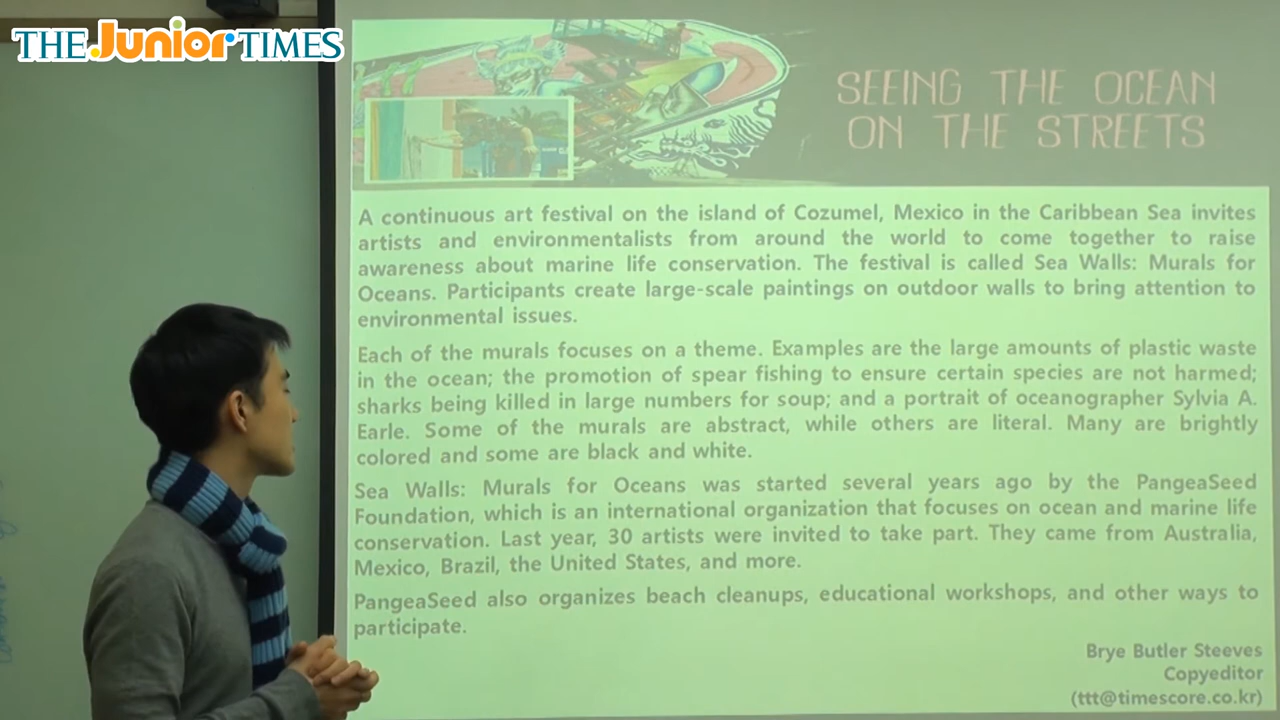 THE Junior TIMES
SEEING THE OCEAN
ON THE STREETS
A continuous art festival on the island of Cozumel, Mexico in the Caribbean Sea invites
artists and environmentalists from around the world to come together to raise
awareness about marine life conservation. The festival is called Sea Walls: Murals for
Oceans. Participants create large-scale paintings on outdoor walls to bring attention to
environmental issues.
Each of the murals focuses on a theme. Examples are the large amounts of plastic waste
in the ocean; the promotion of spear fishing to ensure certain species are not harmed;
sharks being killed in large numbers for soup; and a portrait of oceanographer Sylvia A.
Earle. Some of the murals are abstract, while others are literal. Many are brightly
colored and some are black and white.
Sea Walls: Murals for Oceans was started several years ago by the PangeaSeed
Foundation, which is an international organization that focuses on ocean and marine life
conservation. Last year, 30 artists were invited to take part. They came from Australia,
Mexico, Brazil, the United States, and more.
PangeaSeed also organizes beach cleanups, educational workshops, and other ways to
participate.
Brye Butler Steeves
Copyeditor
(ttt@timescore.co.kr)